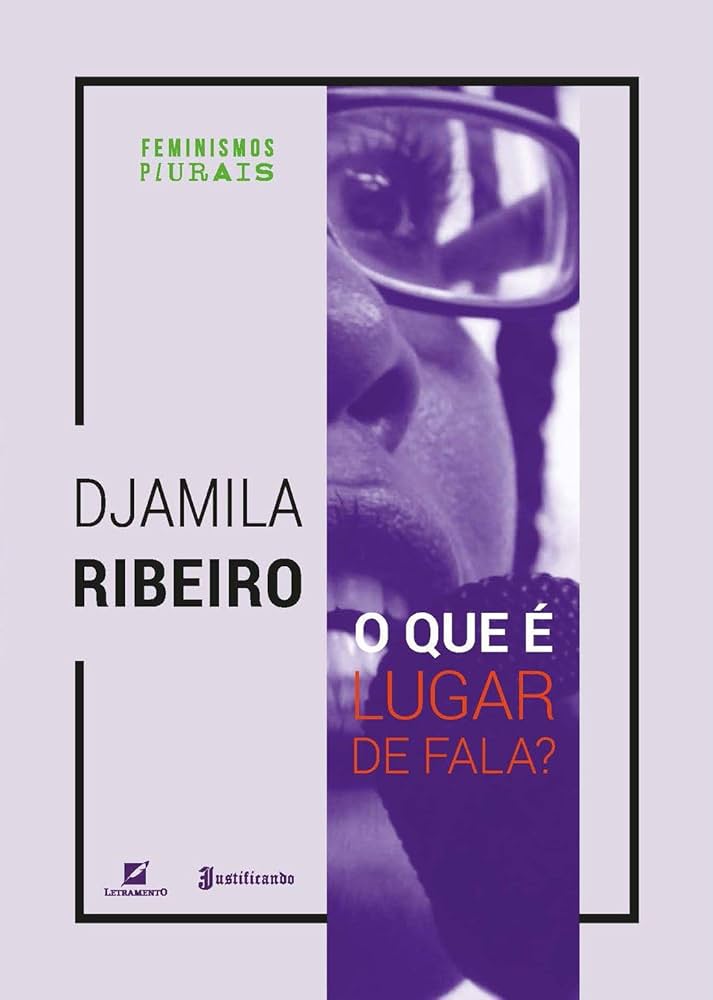 FEMINISMOS
PLURAIS
DJAMILA
RIBEIRO
O QUE É
LUGAR
DE FALA?
LETRAMENTO
Justificando